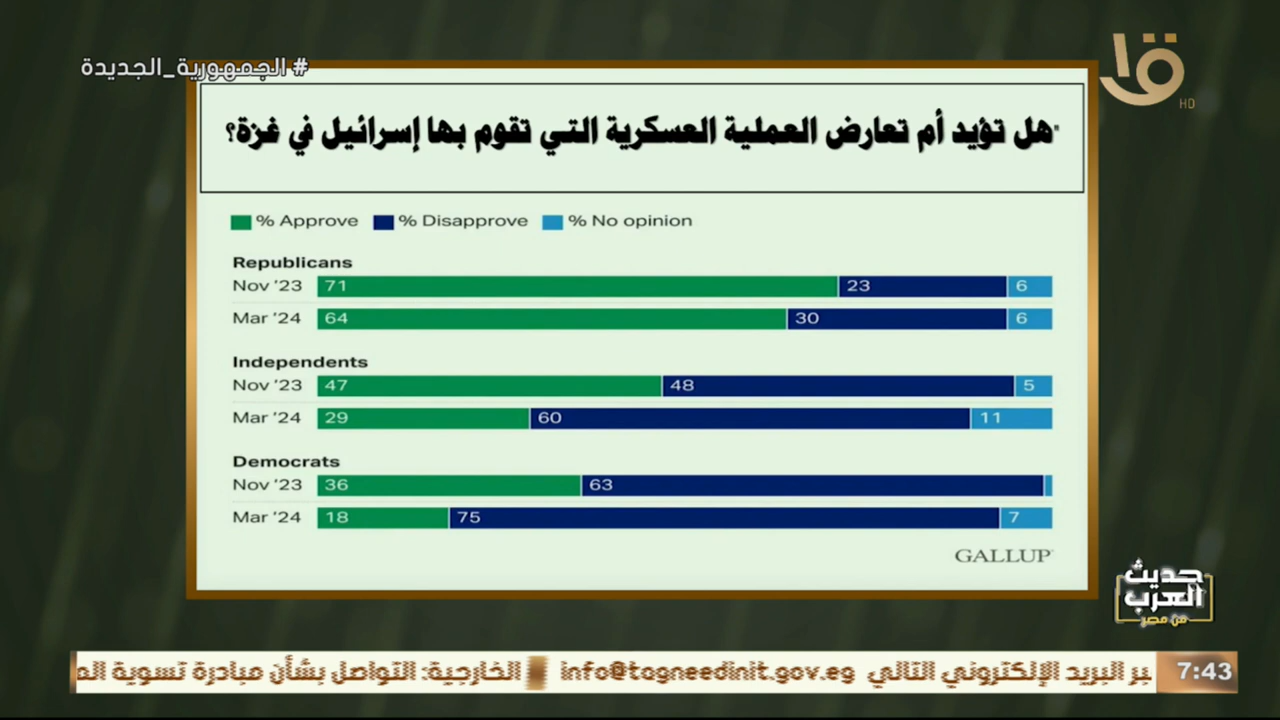 # الجمهورية_الجديدة
HD
"هل تؤيد أم تعارض العملية العسكرية التي تقوم بها إسرائيل في غزة؟
% Approve % Disapprove % No opinion
Republicans
Nov '23 71 23 6
Mar '24 64 30 6
Independents
Nov '23 47 48 5
Mar '24 29 60 11
Democrats
Nov '23 36 63
Mar '24 18 75 7
GALLUP
حديث
العرب
من مصر
7:43 ‏بر البريد الإلكتروني التالي info@togneedinit.gov.eg الخارجية: التواصل بشأن مبادرة تسوية الم